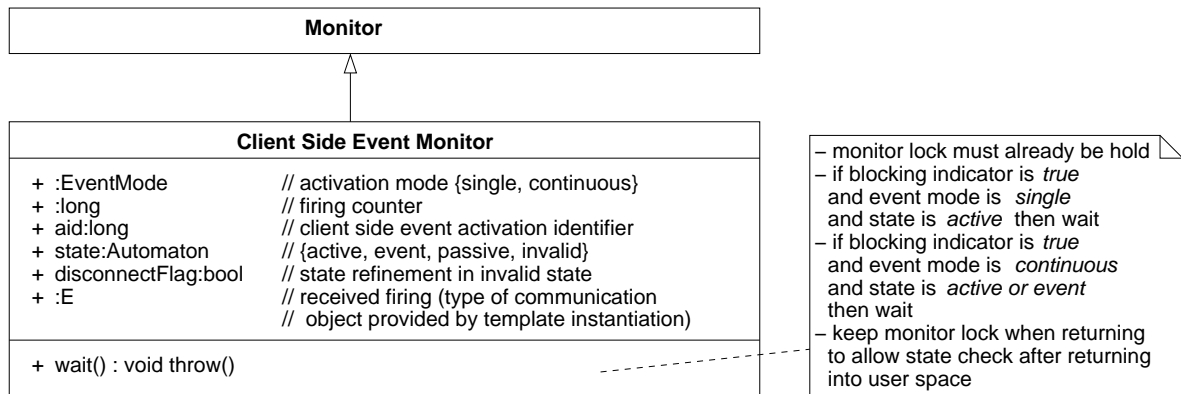 Monitor
Client Side Event Monitor
+ :EventMode // activation mode {single, continuous}
+ :long // firing counter
+ aid:long // client side event activation identifier
+ state:Automaton // {active, event, passive, invalid}
+ disconnectFlag:bool // state refinement in invalid state
+ :E // received firing (type of communication
// object provided by template instantiation)
+ wait() : void throw()
– monitor lock must already be hold
– if blocking indicator is true
and event mode is single
and state is active then wait
– if blocking indicator is true
and event mode is continuous
and state is active or event
then wait
– keep monitor lock when returning
to allow state check after returning
into user space